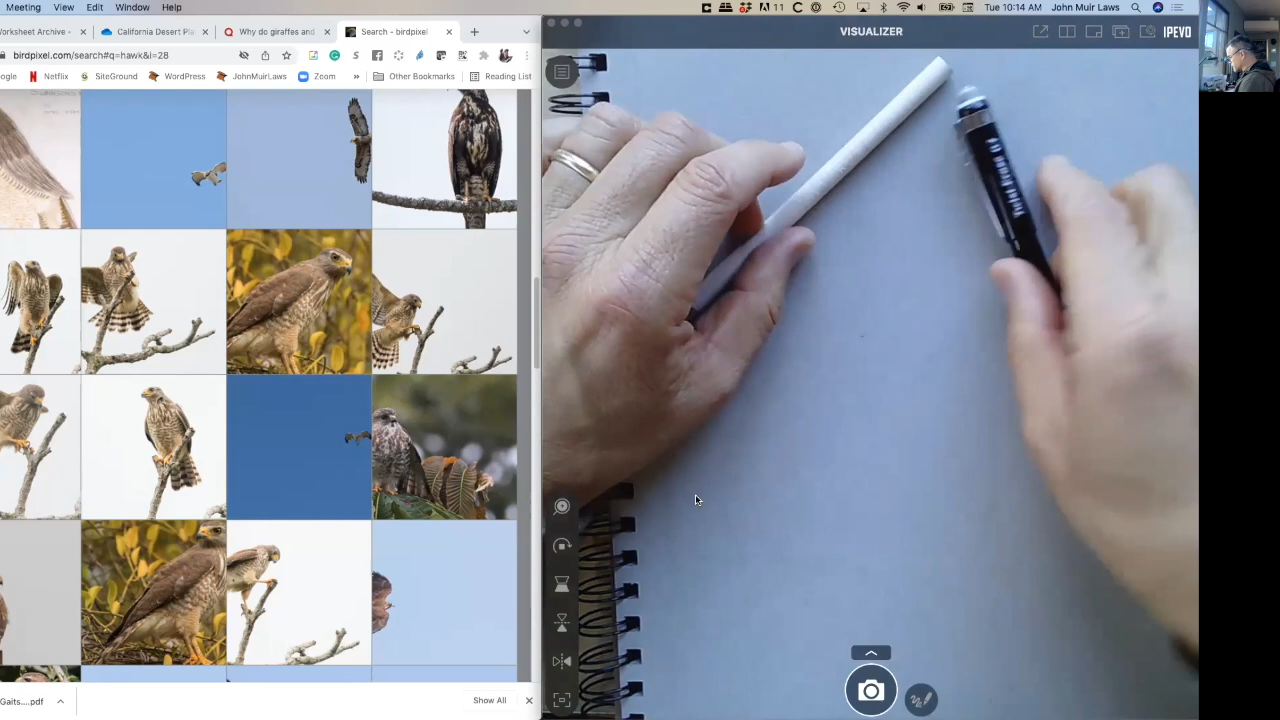 Meeting View Edit Window Help
11 Tue 10:14 AM John Muir Laws
Worksheet Archive -
California Desert Pla
Why do giraffes and
Search - birdpixel
birdpixel.com/search#q=hawk&i=28
Netflix SiteGround WordPress JohnMuirLaws Zoom Other Bookmarks Reading List
VISUALIZER
IPEVO
Gaits....pdf
Show All